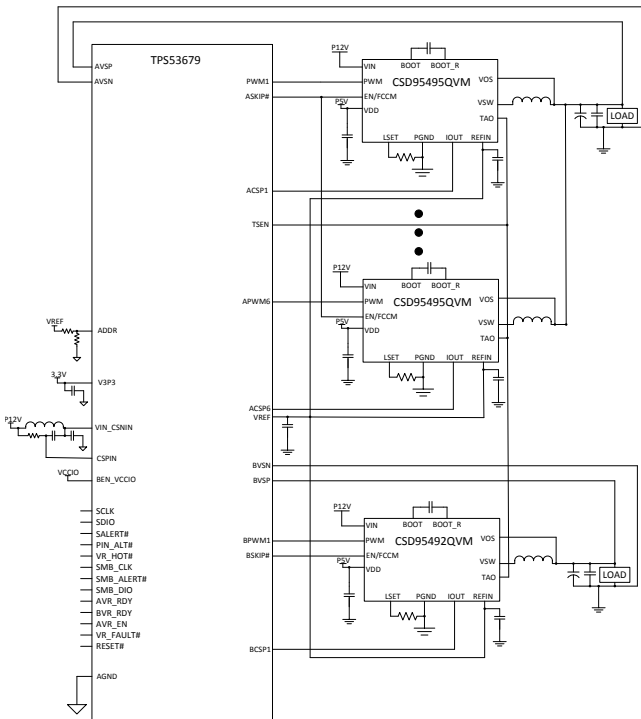 AVSP
AVSN
TPS53679
PWM1
ASKIP#
ACSP1
TSEN
APWM6
ACSP6
VREF
BVSN
BVSP
BPWM1
BSKIP#
BCSP1
VREF
ADDR
3.3V
V3P3
P12V
VIN_CSNIN
CSPIN
VCCIO
BEN_VCCIO
SCLK
SDIO
SALERT#
PIN_ALT#
VR_HOT#
SMB_CLK
SMB_ALERT#
SMB_DIO
AVR_RDY
BVR_RDY
AVR_EN
VR_FAULT#
RESET#
AGND
P12V
VIN
BOOT BOOT_R
CSD95495QVM
VOS
PWM
EN/FCCM
P5V
VDD
VSW
TAO
LSET PGND IOUT REFIN
LOAD
P12V
VIN
BOOT BOOT_R
CSD95495QVM
VOS
PWM
EN/FCCM
P5V
VDD
VSW
TAO
LSET PGND IOUT REFIN
P12V
VIN
BOOT BOOT_R
CSD95492QVM
VOS
PWM
EN/FCCM
P5V
VDD
VSW
TAO
LSET PGND IOUT REFIN
LOAD